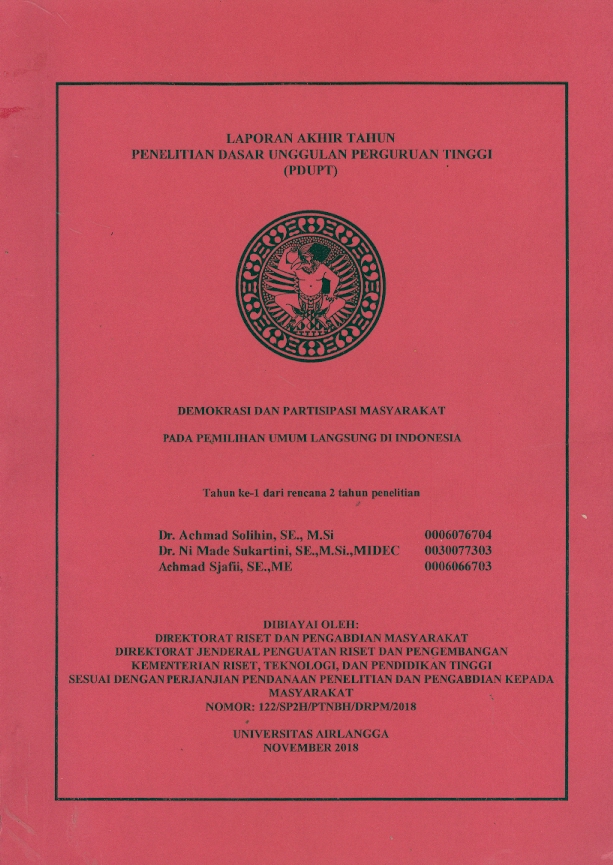 LAPORAN AKHIR TAHUN
PENELITIAN DASAR UNGGULAN PERGURUAN TINGGI
(PDUPT)
DEMOKRASI DAN PARTISIPASI MASYARAKAT
PADA PEMILIHAN UMUM LANGSUNG DI INDONESIA
Tahun ke-1 dari rencana 2 tahun penelitian
Dr. Achmad Solihin, SE., M.Si 0006076704
Dr. Ni Made Sukartini, SE.,M.Si.,MIDEC 0030077303
Achmad Sjafii, SE.,ME 0006066703
DIBIAYAI OLEH:
DIREKTORAT RISET DAN PENGABDIAN MASYARAKAT
DIREKTORAT JENDERAL PENGUATAN RISET DAN PENGEMBANGAN
KEMENTERIAN RISET, TEKNOLOGI, DAN PENDIDIKAN TINGGI
SESUAI DENGAN PERJANJIAN PENDANAAN PENELITIAN DAN PENGABDIAN KEPADA
MASYARAKAT
NOMOR: 122/SP2H/PTNBH/DRPM/2018
UNIVERSITAS AIRLANGGA
NOVEMBER 2018